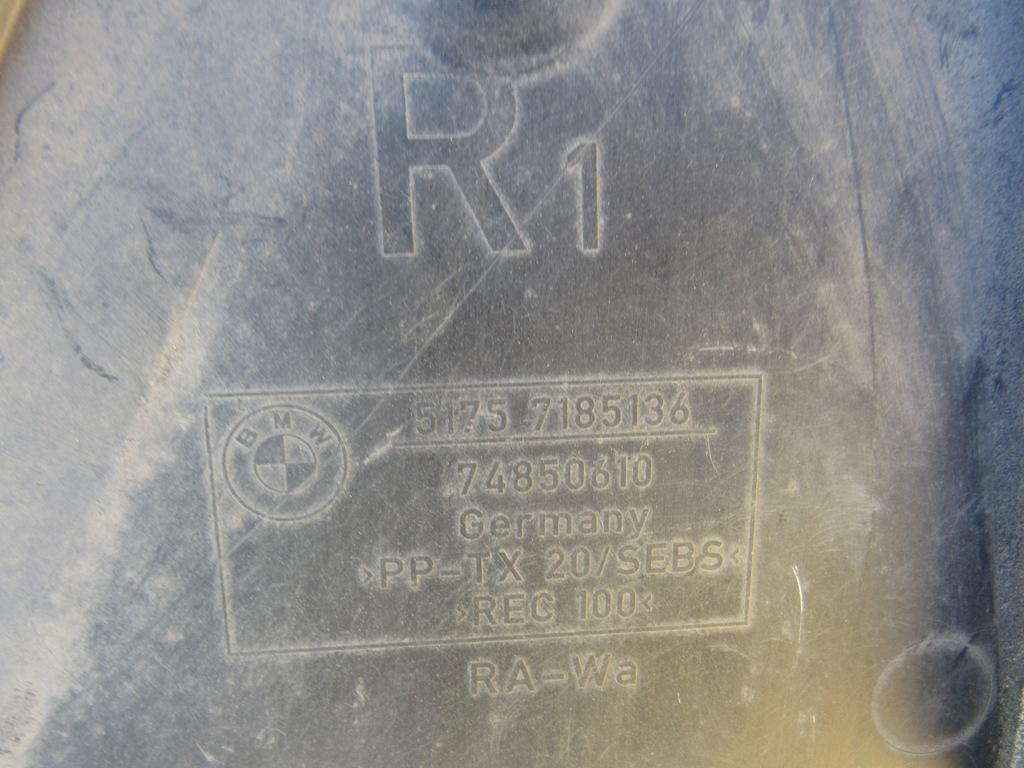 R1
BMW
5175 7185136
74850610
Germany
>PP-TX 20/SEBS<
>REC 100<
RA-Wa